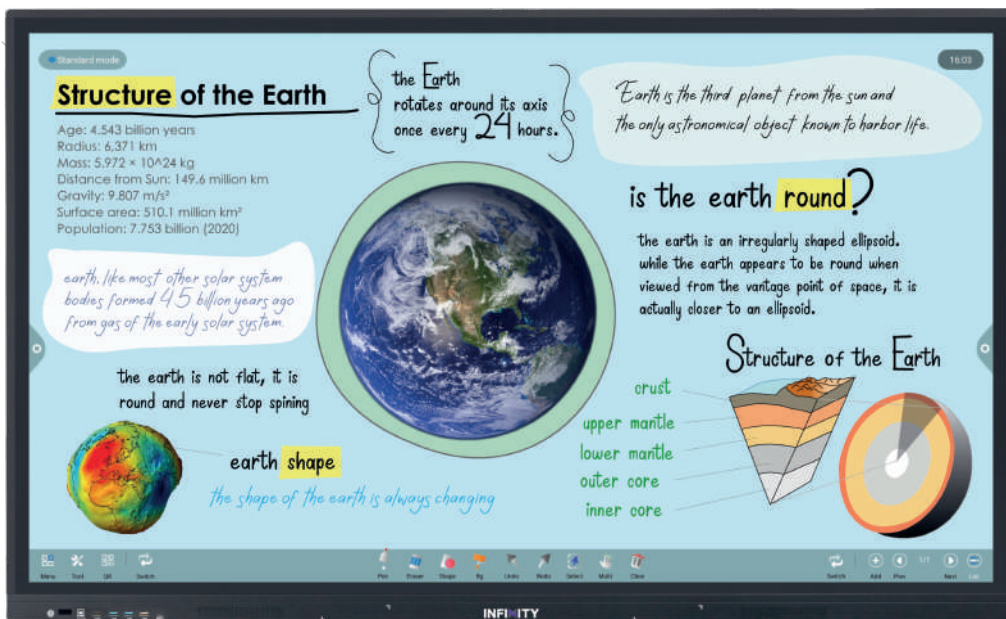 Standard mode
16:03
Structure of the Earth
Age: 4.543 billion years
Radius: 6,371 km
Mass: 5.972 × 10^24 kg
Distance from Sun: 149.6 million km
Gravity: 9.807 m/s²
Surface area: 510.1 million km²
Population: 7.753 billion (2020)
the Earth
rotates around its axis
once every 24 hours.
Earth is the third planet from the sun and
the only astronomical object known to harbor life.
is the earth round?
the earth is an irregularly shaped ellipsoid.
while the earth appears to be round when
viewed from the vantage point of space, it is
actually closer to an ellipsoid.
earth, like most other solar system
bodies formed 4.5 billion years ago
from gas of the early solar system.
the earth is not flat, it is
round and never stop spining
earth shape
the shape of the earth is always changing
Structure of the Earth
crust
upper mantle
lower mantle
outer core
inner core
Menu Tool QR Switch Pen Eraser Shape Bg Undo Redo Select Multi Clear Switch Add Prev 1/1 Next
INFINITY